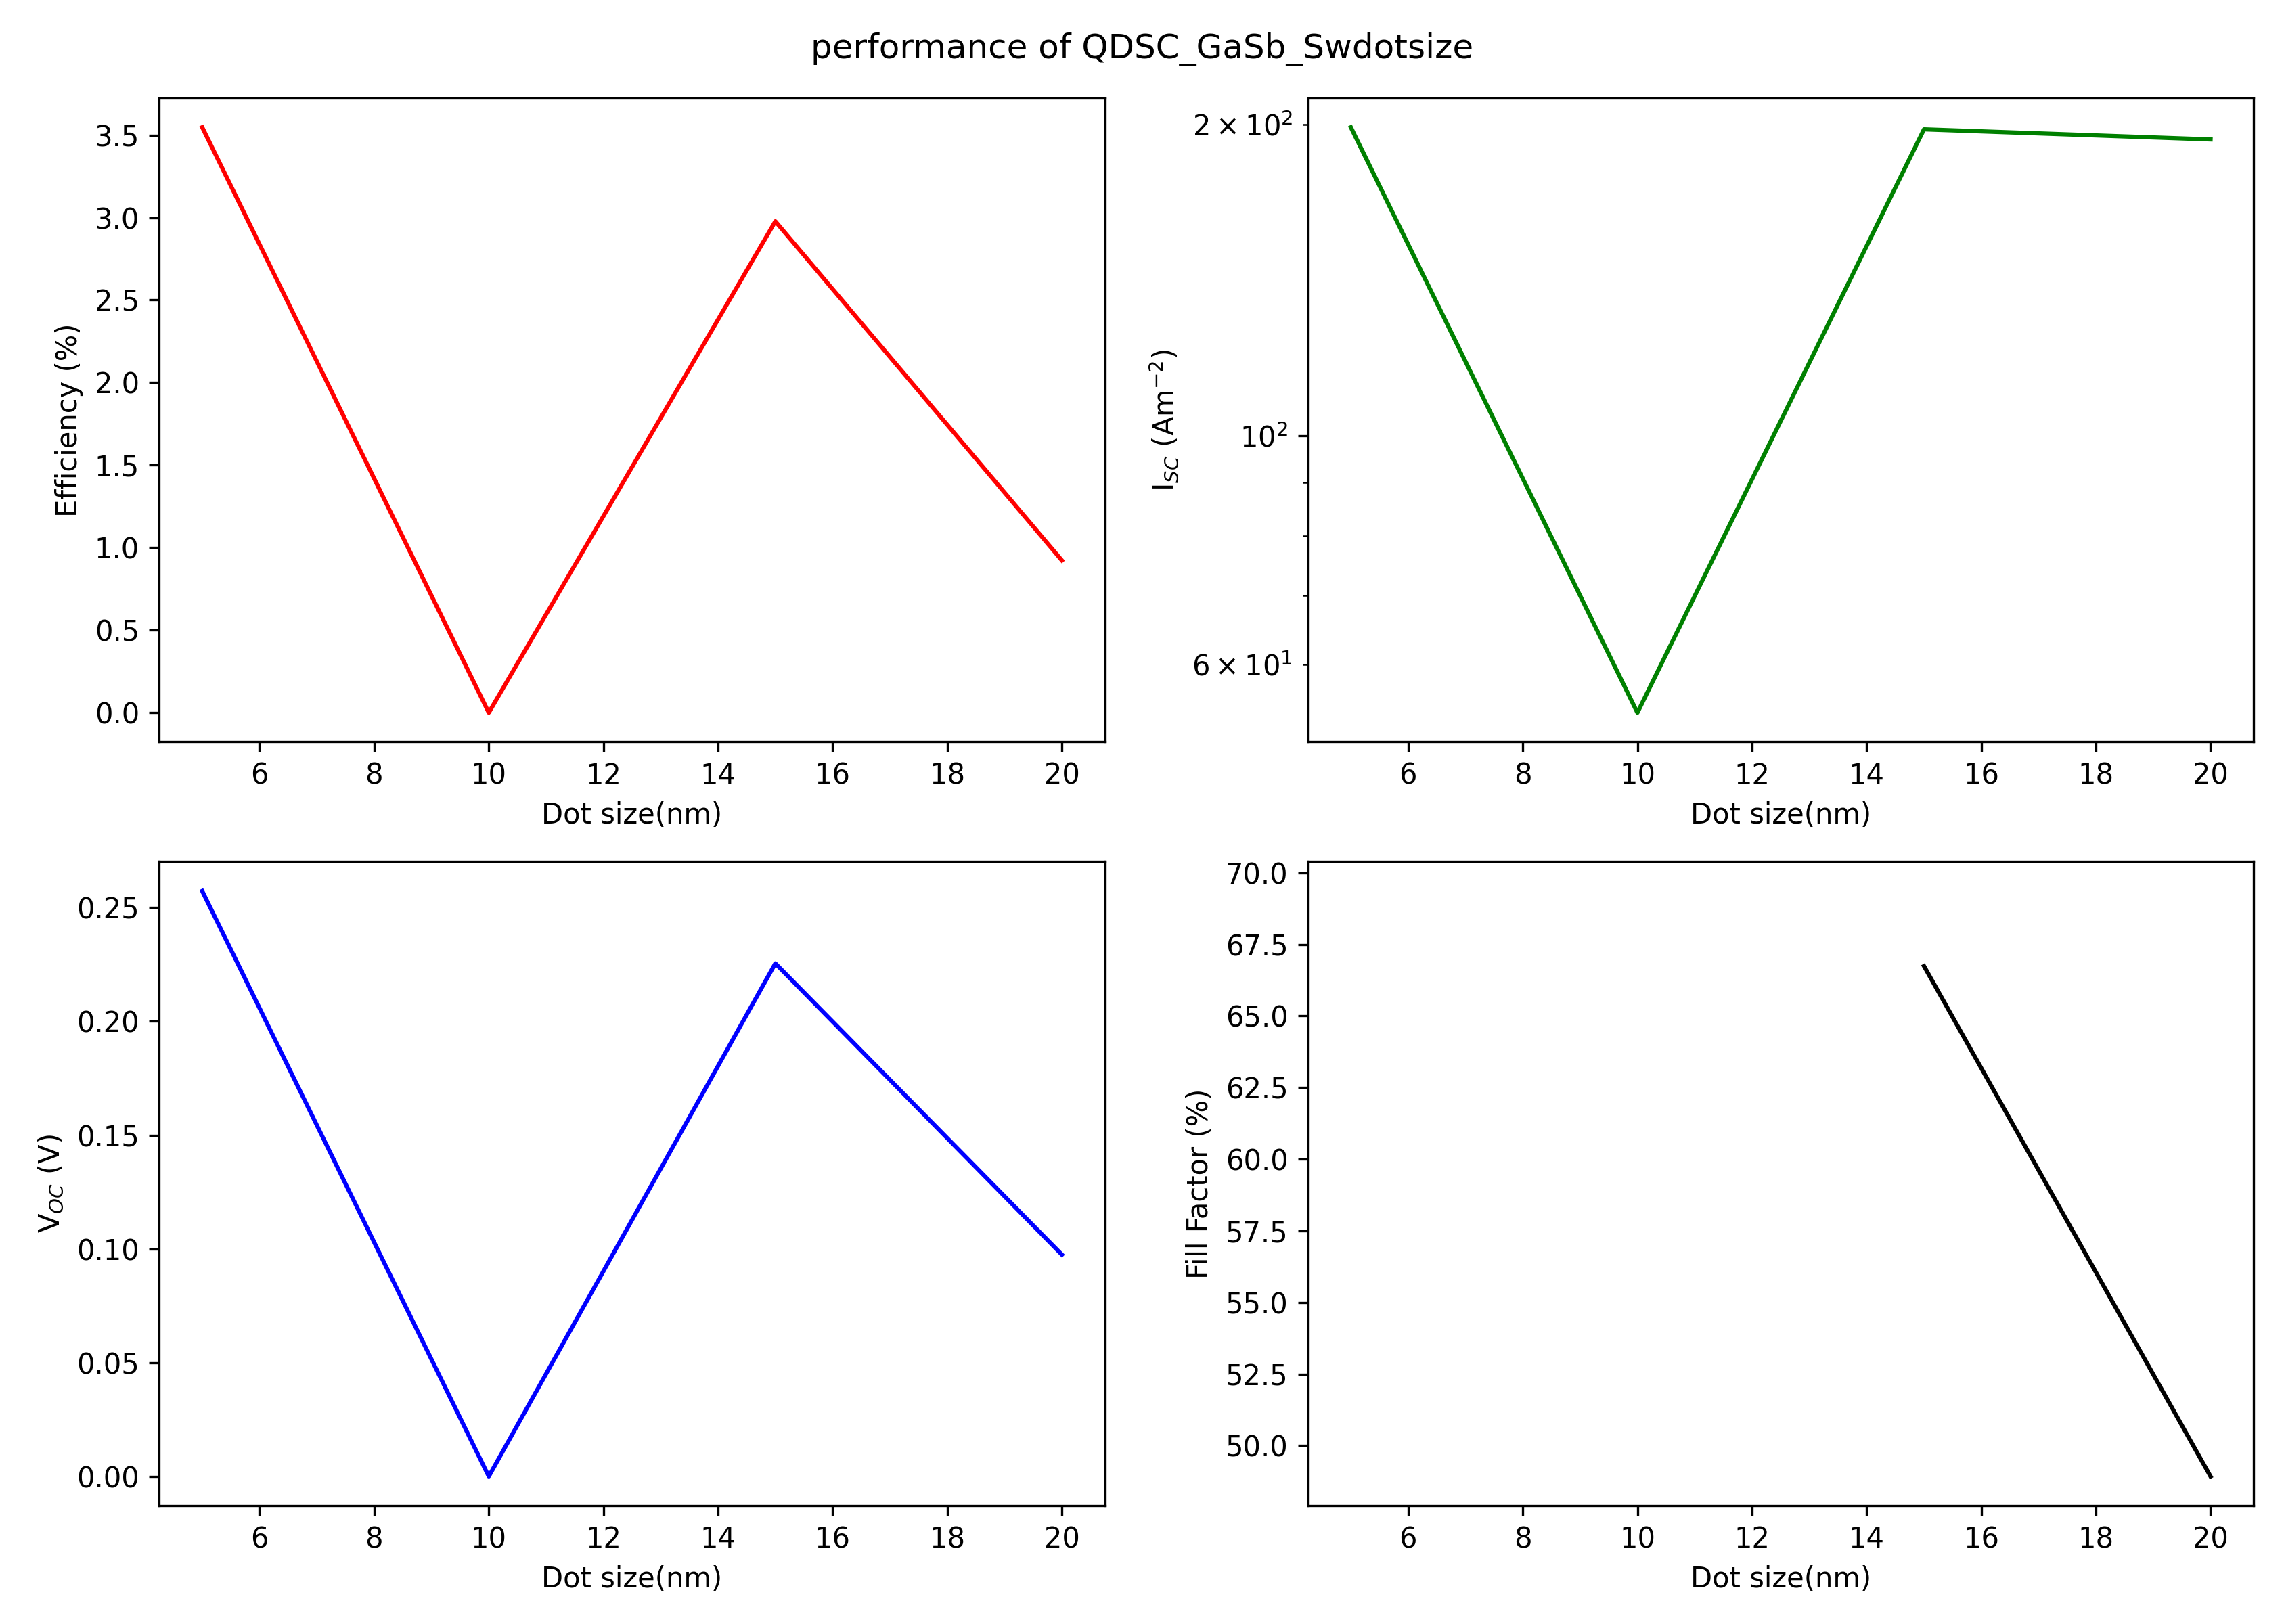 performance of QDSC_GaSb_Swdotsize
3.5
3.0
2.5
2.0
1.5
1.0
0.5
0.0
Efficiency (%)
6 8 10 12 14 16 18 20
Dot size(nm)
2 × 10²
10²
6 × 10¹
I_SC (Am⁻²)
6 8 10 12 14 16 18 20
Dot size(nm)
0.25
0.20
0.15
0.10
0.05
0.00
V_OC (V)
6 8 10 12 14 16 18 20
Dot size(nm)
70.0
67.5
65.0
62.5
60.0
57.5
55.0
52.5
50.0
Fill Factor (%)
6 8 10 12 14 16 18 20
Dot size(nm)